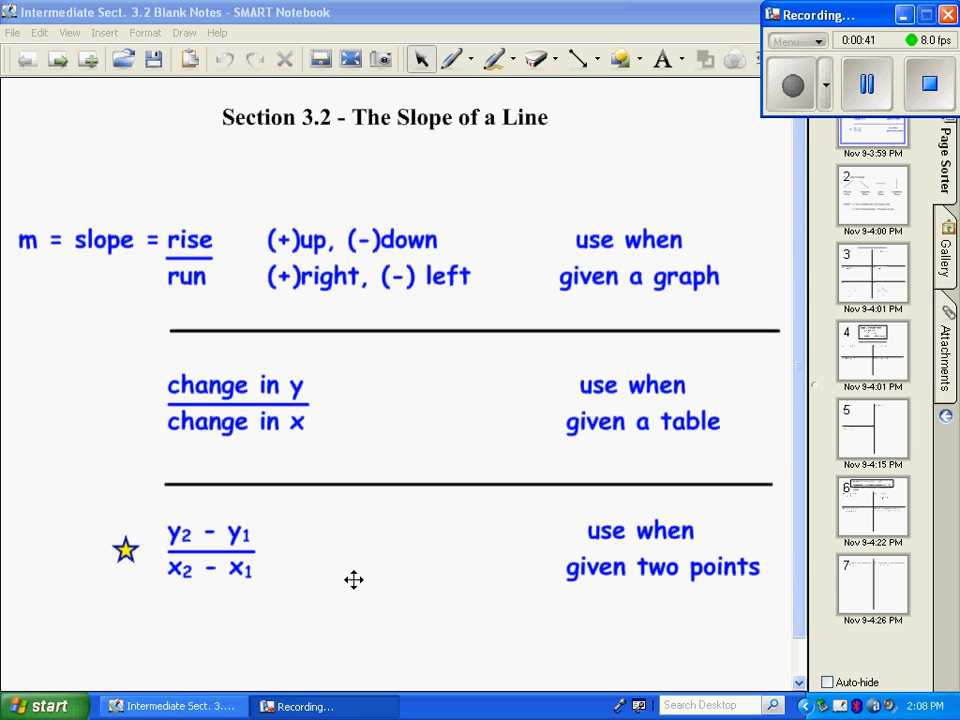 Intermediate Sect. 3.2 Blank Notes - SMART Notebook
Recording...
File Edit View Insert Format Draw Help
Menu
0:00:41
8.0 fps
Section 3.2 - The Slope of a Line
m = slope = rise
run
(+)up, (-)down
(+)right, (-) left
use when
given a graph
change in y
change in x
use when
given a table
y2 - y1
x2 - x1
use when
given two points
Nov 9-3:59 PM
2
Nov 9-4:00 PM
3
Nov 9-4:01 PM
4
Nov 9-4:01 PM
5
Nov 9-4:15 PM
6
Nov 9-4:22 PM
7
Nov 9-4:26 PM
Page Sorter
Gallery
Attachments
Auto-hide
start
Intermediate Sect. 3....
Recording...
Search Desktop
2:08 PM